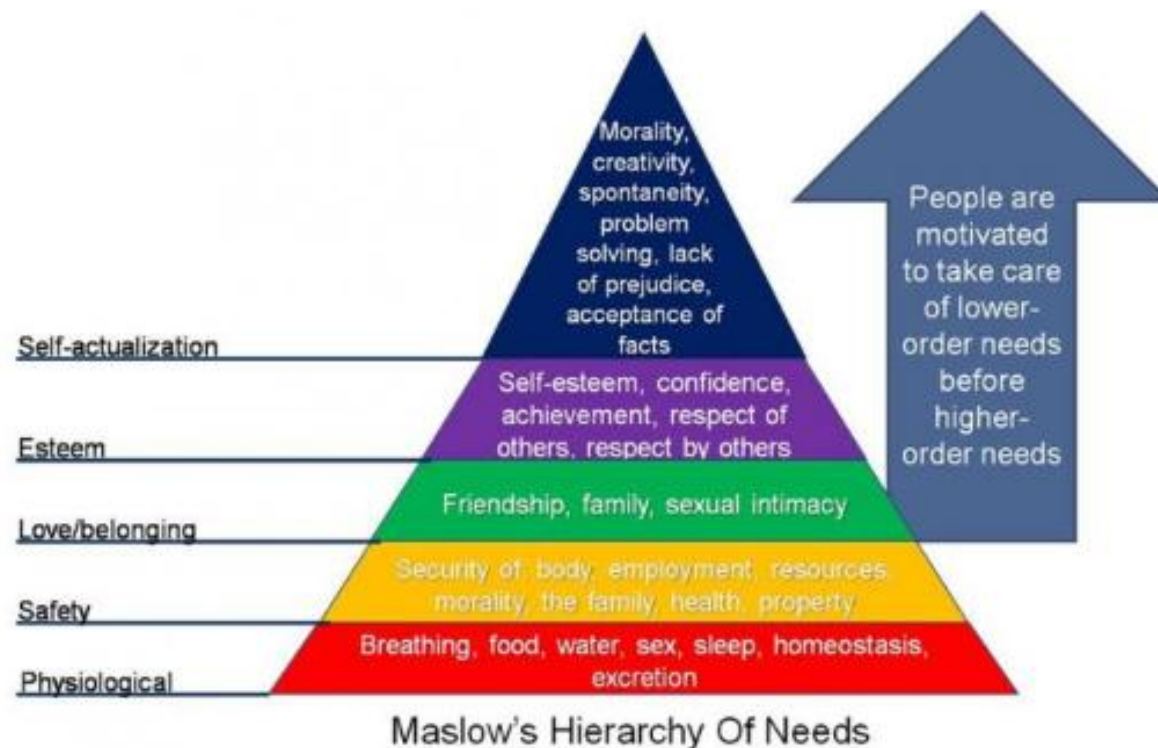 Morality,
creativity,
spontaneity,
problem
solving, lack
of prejudice,
acceptance of
facts
Self-actualization
Self-esteem, confidence,
achievement, respect of
others, respect by others
Esteem
Friendship, family, sexual intimacy
Love/belonging
Security of body, employment, resources,
morality, the family, health, property
Safety
Breathing, food, water, sex, sleep, homeostasis,
excretion
Physiological
People are
motivated
to take care
of lower-
order needs
before
higher-
order needs
Maslow's Hierarchy Of Needs